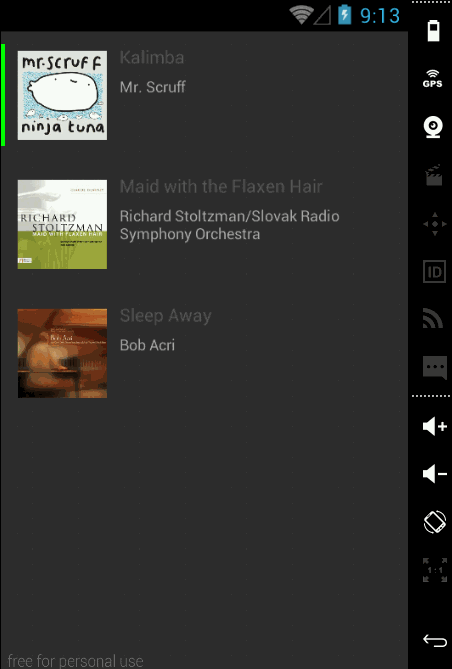 9:13
Kalimba
Mr. Scruff
mr.scruff
ninja tuna
Maid with the Flaxen Hair
Richard Stoltzman/Slovak Radio
Symphony Orchestra
RICHARD
STOLTZMAN
MAID WITH FLAXEN HAIR
Sleep Away
Bob Acri
Bob Acri
free for personal use
GPS
ID
1:1